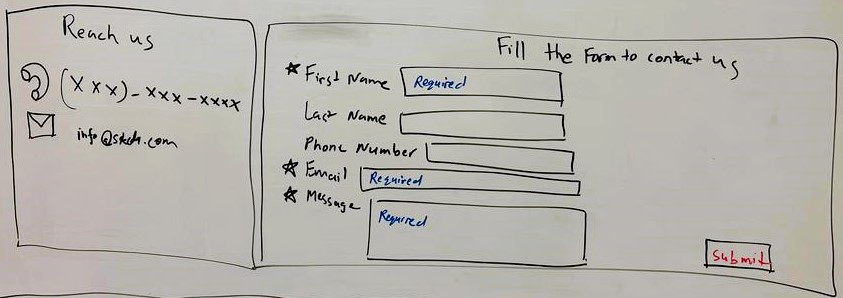 Reach us
(xxx)-xxx-xxxx
info@sketch.com
Fill the Form to contact us
★ First Name Required
Last Name
Phone Number
★ Email Required
★ Message Required
Submit